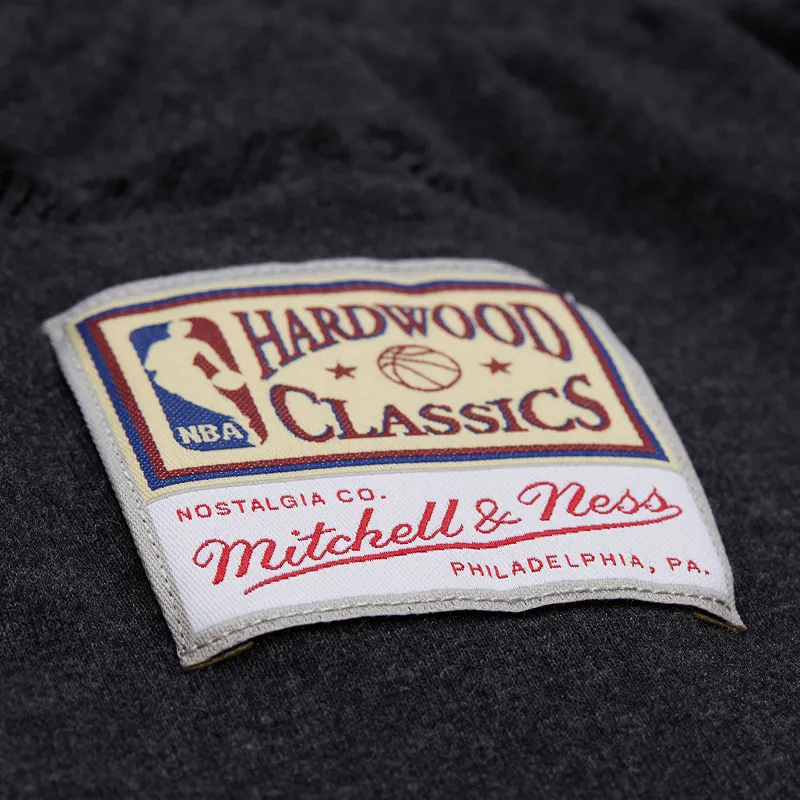 HARDWOOD
CLASSICS
NBA
NOSTALGIA CO.
Mitchell & Ness
PHILADELPHIA, PA.